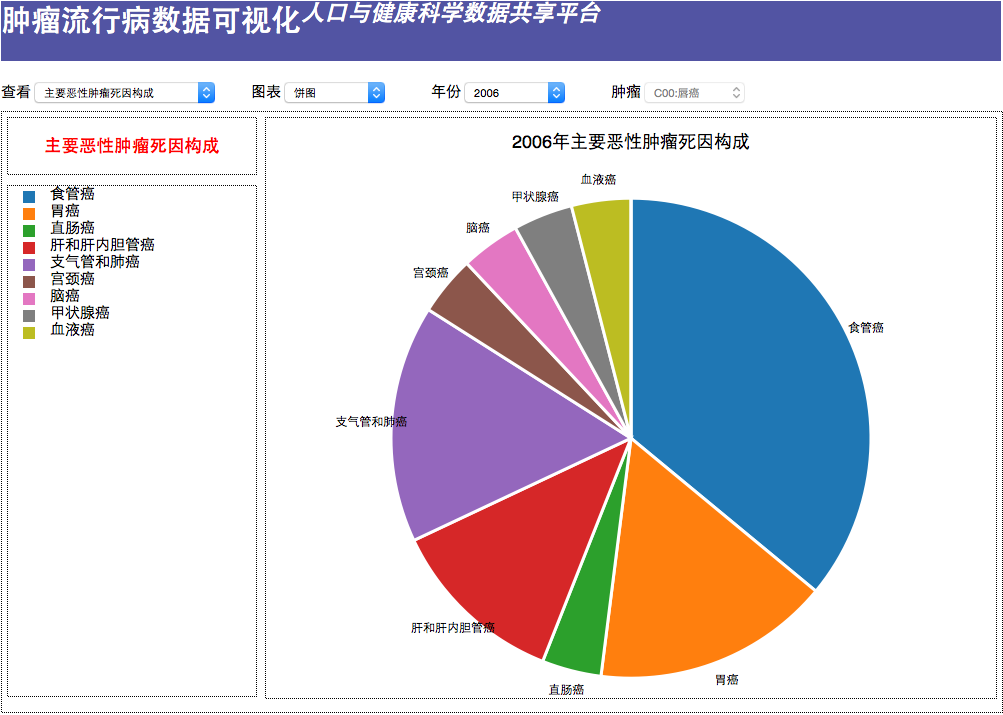 肿瘤流行病数据可视化人口与健康科学数据共享平台
查看 主要恶性肿瘤死因构成 图表 饼图 年份 2006 肿瘤 C00:唇癌
主要恶性肿瘤死因构成
食管癌
胃癌
直肠癌
肝和肝内胆管癌
支气管和肺癌
宫颈癌
脑癌
甲状腺癌
血液癌
2006年主要恶性肿瘤死因构成
血液癌
甲状腺癌
脑癌
宫颈癌
食管癌
支气管和肺癌
肝和肝内胆管癌
胃癌
直肠癌